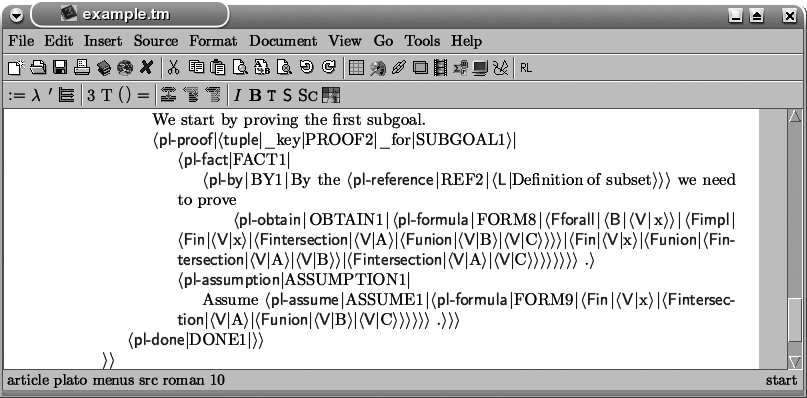 example.tm
File Edit Insert Source Format Document View Go Tools Help
RL
:= λ ′ 3 T () = I B T S SC
We start by proving the first subgoal.
⟨pl-proof|⟨tuple|_key|PROOF2|_for|SUBGOAL1⟩|
⟨pl-fact|FACT1|
⟨pl-by|BY1|By the ⟨pl-reference|REF2|⟨L|Definition of subset⟩⟩⟩ we need
to prove
⟨pl-obtain|OBTAIN1|⟨pl-formula|FORM8|⟨Fforall|⟨B|⟨V|x⟩⟩|⟨Fimpl|
⟨Fin|⟨V|x⟩|⟨Fintersection|⟨V|A⟩|⟨Funion|⟨V|B⟩|⟨V|C⟩⟩⟩⟩|⟨Fin|⟨V|x⟩|⟨Funion|⟨Fin-
tersection|⟨V|A⟩|⟨V|B⟩⟩|⟨Fintersection|⟨V|A⟩|⟨V|C⟩⟩⟩⟩⟩⟩⟩⟩ .⟩
⟨pl-assumption|ASSUMPTION1|
Assume ⟨pl-assume|ASSUME1|⟨pl-formula|FORM9|⟨Fin|⟨V|x⟩|⟨Fintersec-
tion|⟨V|A⟩|⟨Funion|⟨V|B⟩|⟨V|C⟩⟩⟩⟩⟩⟩ .⟩⟩⟩
⟨pl-done|DONE1|⟩⟩
⟩⟩
article plato menus src roman 10 start